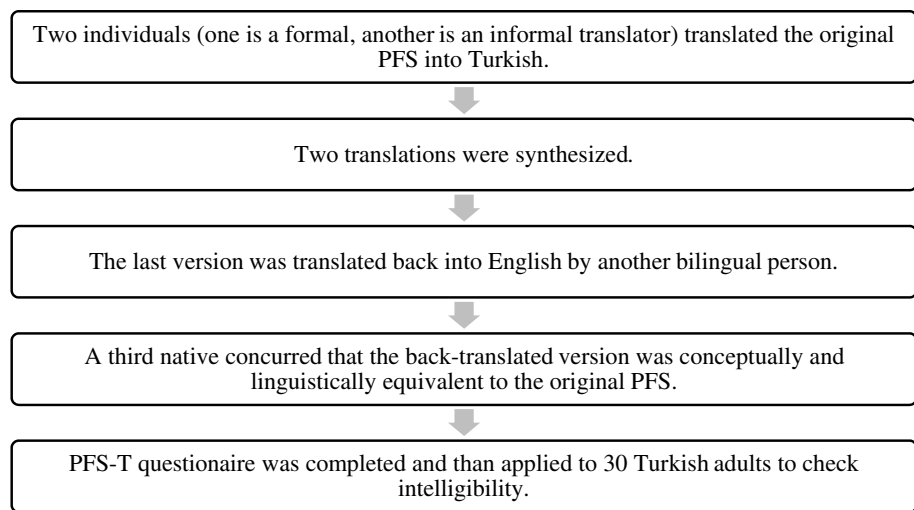 Two individuals (one is a formal, another is an informal translator) translated the original
PFS into Turkish.
Two translations were synthesized.
The last version was translated back into English by another bilingual person.
A third native concurred that the back-translated version was conceptually and
linguistically equivalent to the original PFS.
PFS-T questionaire was completed and than applied to 30 Turkish adults to check
intelligibility.